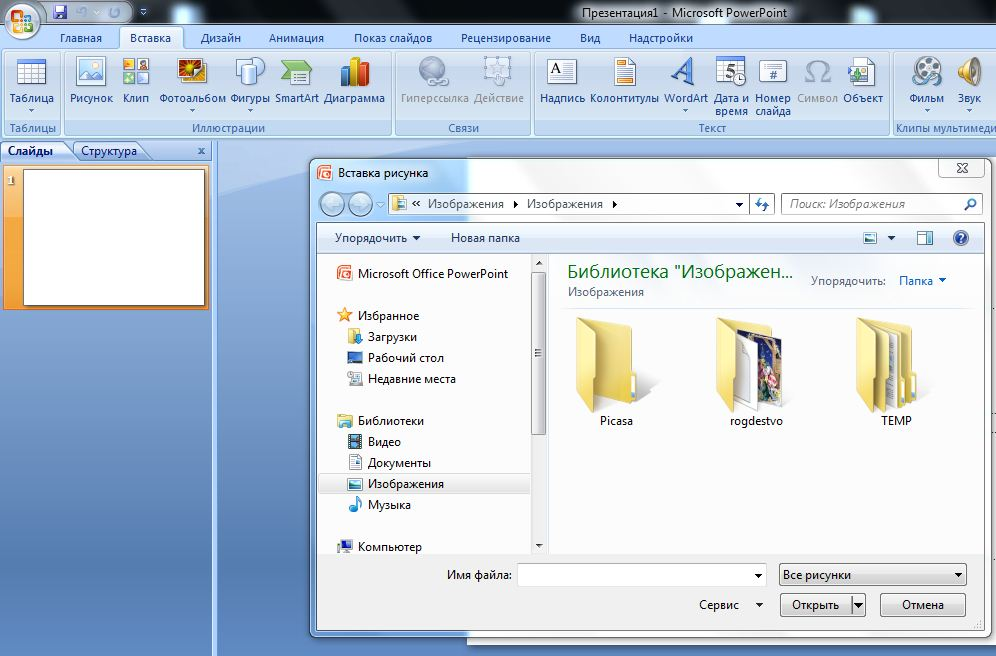 Презентация1 - Microsoft PowerPoint
Главная Вставка Дизайн Анимация Показ слайдов Рецензирование Вид Надстройки
Таблица Рисунок Клип Фотоальбом Фигуры SmartArt Диаграмма Гиперссылка Действие Надпись Колонтитулы WordArt Дата и время Номер слайда Символ Объект Фильм Звук
Таблицы Иллюстрации Связи Текст Клипы мультимеди
Слайды Структура x
1
Вставка рисунка
« Изображения Изображения Поиск: Изображения
Упорядочить Новая папка
Microsoft Office PowerPoint
Избранное
Загрузки
Рабочий стол
Недавние места
Библиотеки
Видео
Документы
Изображения
Музыка
Компьютер
Библиотека "Изображен...
Изображения
Упорядочить: Папка
Picasa rogdestvo TEMP
Имя файла: Все рисунки
Сервис Открыть Отмена